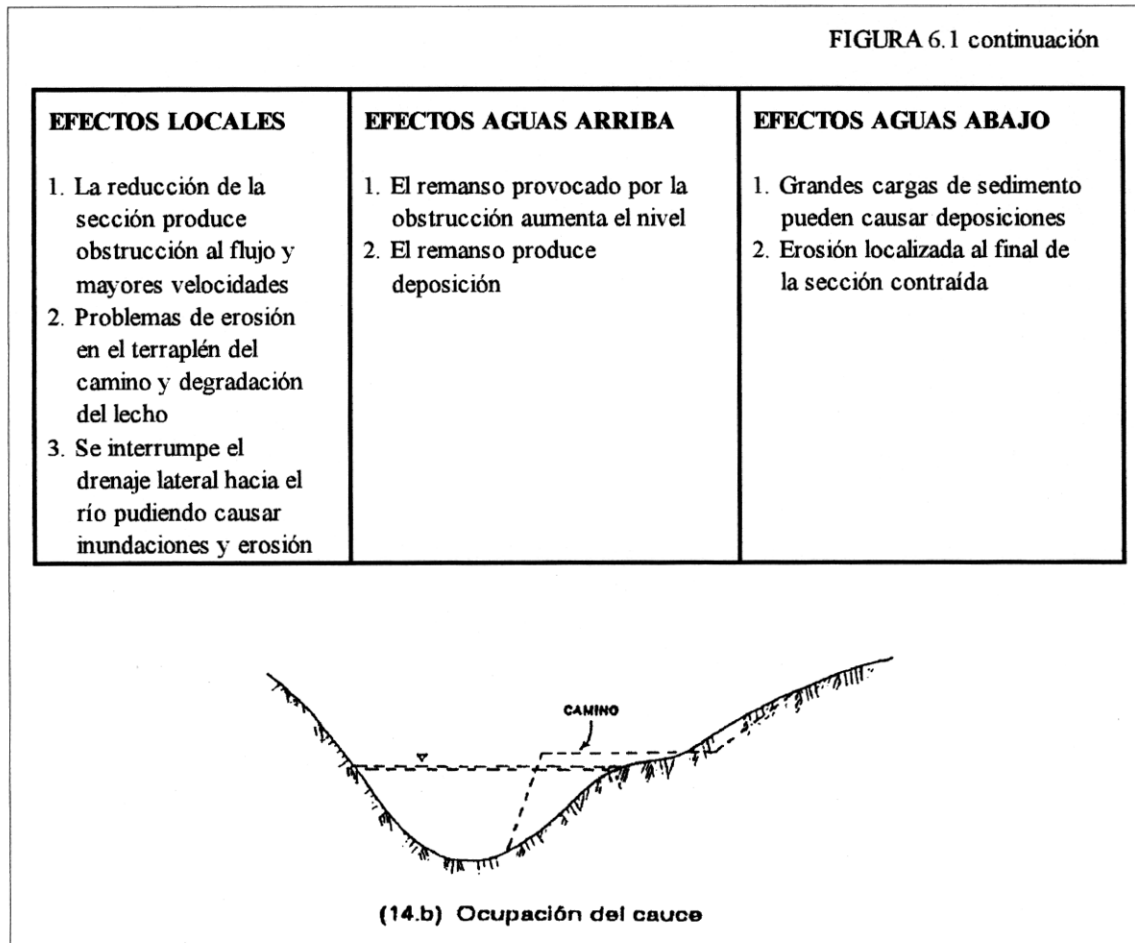 FIGURA 6.1 continuación
EFECTOS LOCALES
1. La reducción de la
sección produce
obstrucción al flujo y
mayores velocidades
2. Problemas de erosión
en el terraplén del
camino y degradación
del lecho
3. Se interrumpe el
drenaje lateral hacia el
río pudiendo causar
inundaciones y erosión
EFECTOS AGUAS ARRIBA
1. El remanso provocado por la
obstrucción aumenta el nivel
2. El remanso produce
deposición
EFECTOS AGUAS ABAJO
1. Grandes cargas de sedimento
pueden causar deposiciones
2. Erosión localizada al final de
la sección contraída
CAMINO
(14.b) Ocupación del cauce